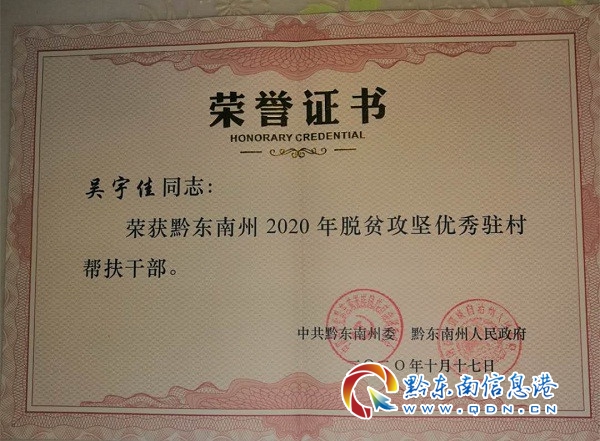 荣誉证书
HONORARY CREDENTIAL
吴宇佳同志：
荣获黔东南州2020年脱贫攻坚优秀驻村
帮扶干部。
中共黔东南州委 黔东南州人民政府
二〇二〇年十月十七日
黔东南信息港
WWW.QDN.CN